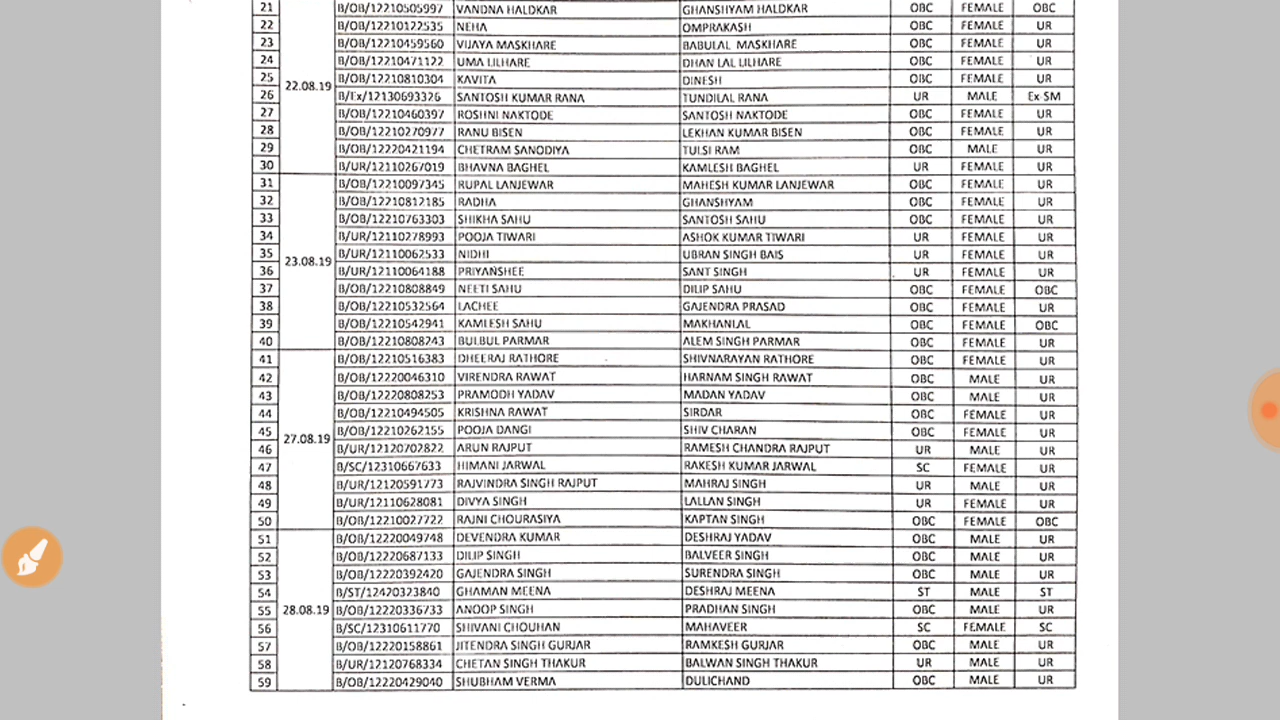 21 B/OB/12210505997 VANDNA HALDKAR GHANSHYAM HALDKAR OBC FEMALE OBC
22 B/OB/12210122535 NEHA OMPRAKASH OBC FEMALE UR
23 B/OB/12210459560 VIJAYA MASKHARE BABULAL MASKHARE OBC FEMALE UR
24 B/OB/12210471122 UMA LILHARE DHAN LAL LILHARE OBC FEMALE UR
25 B/OB/12210810304 KAVITA DINESH OBC FEMALE UR
22.08.19
26 B/Ex/12130693326 SANTOSH KUMAR RANA TUNDILAL RANA UR MALE Ex SM
27 B/OB/12210460397 ROSHNI NAKTODE SANTOSH NAKTODE OBC FEMALE UR
28 B/OB/12210270977 RANU BISEN LEKHAN KUMAR BISEN OBC FEMALE UR
29 B/OB/12220421194 CHETRAM SANODIYA TULSI RAM OBC MALE UR
30 B/UR/12110267019 BHAVNA BAGHEL KAMLESH BAGHEL UR FEMALE UR
31 B/OB/12210097345 RUPAL LANJEWAR MAHESH KUMAR LANJEWAR OBC FEMALE UR
32 B/OB/12210812185 RADHA GHANSHYAM OBC FEMALE UR
33 B/OB/12210763303 SHIKHA SAHU SANTOSH SAHU OBC FEMALE UR
34 B/UR/12110278993 POOJA TIWARI ASHOK KUMAR TIWARI UR FEMALE UR
35 B/UR/12110062533 NIDHI UBRAN SINGH BAIS UR FEMALE UR
23.08.19
36 B/UR/12110064188 PRIYANSHEE SANT SINGH UR FEMALE UR
37 B/OB/12210808849 NEETI SAHU DILIP SAHU OBC FEMALE OBC
38 B/OB/12210532564 LACHEE GAJENDRA PRASAD OBC FEMALE UR
39 B/OB/12210542941 KAMLESH SAHU MAKHANLAL OBC FEMALE OBC
40 B/OB/12210808243 BULBUL PARMAR ALEM SINGH PARMAR OBC FEMALE UR
41 B/OB/12210516383 DHEERAJ RATHORE SHIVNARAYAN RATHORE OBC FEMALE UR
42 B/OB/12220046310 VIRENDRA RAWAT HARNAM SINGH RAWAT OBC MALE UR
43 B/OB/12220808253 PRAMODH YADAV MADAN YADAV OBC MALE UR
44 B/OB/12210494505 KRISHNA RAWAT SIRDAR OBC FEMALE UR
45 B/OB/12210262155 POOJA DANGI SHIV CHARAN OBC FEMALE UR
27.08.19
46 B/UR/12120702822 ARUN RAJPUT RAMESH CHANDRA RAJPUT UR MALE UR
47 B/SC/12310667633 HIMANI JARWAL RAKESH KUMAR JARWAL SC FEMALE UR
48 B/UR/12120591773 RAJVINDRA SINGH RAJPUT MAHRAJ SINGH UR MALE UR
49 B/UR/12110628081 DIVYA SINGH LALLAN SINGH UR FEMALE UR
50 B/OB/12210027722 RAJNI CHOURASIYA KAPTAN SINGH OBC FEMALE OBC
51 B/OB/12220049748 DEVENDRA KUMAR DESHRAJ YADAV OBC MALE UR
52 B/OB/12220687133 DILIP SINGH BALVEER SINGH OBC MALE UR
53 B/OB/12220392420 GAJENDRA SINGH SURENDRA SINGH OBC MALE UR
54 B/ST/12420323840 GHAMAN MEENA DESHRAJ MEENA ST MALE ST
55 28.08.19 B/OB/12220336733 ANOOP SINGH PRADHAN SINGH OBC MALE UR
56 B/SC/12310611770 SHIVANI CHOUHAN MAHAVEER SC FEMALE SC
57 B/OB/12220158861 JITENDRA SINGH GURJAR RAMKESH GURJAR OBC MALE UR
58 B/UR/12120768334 CHETAN SINGH THAKUR BALWAN SINGH THAKUR UR MALE UR
59 B/OB/12220429040 SHUBHAM VERMA DULICHAND OBC MALE UR